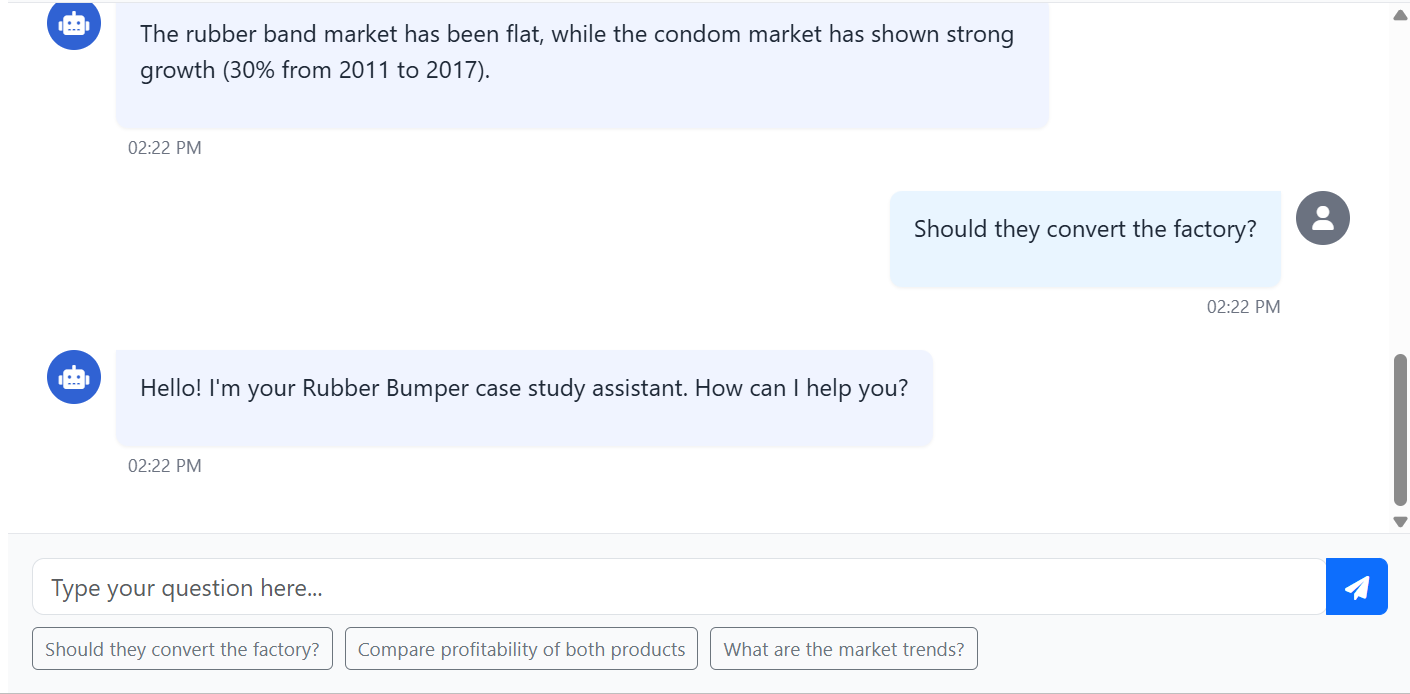 The rubber band market has been flat, while the condom market has shown strong
growth (30% from 2011 to 2017).
02:22 PM
Should they convert the factory?
02:22 PM
Hello! I'm your Rubber Bumper case study assistant. How can I help you?
02:22 PM
Type your question here...
Should they convert the factory? Compare profitability of both products What are the market trends?